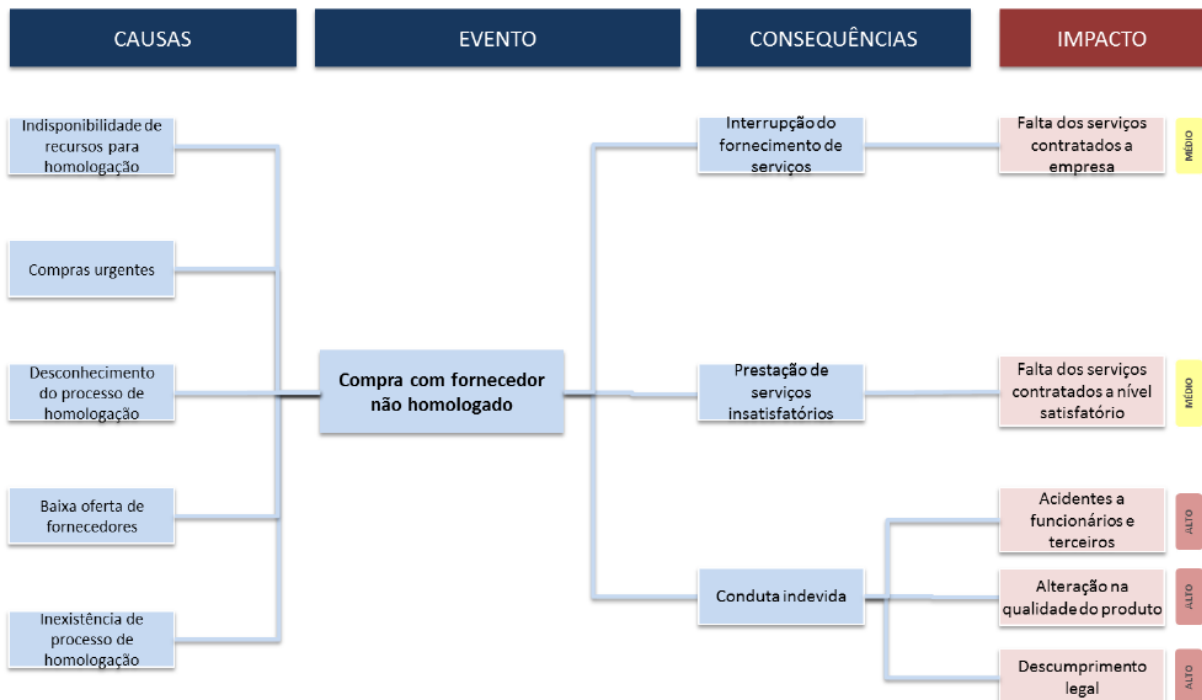 CAUSAS
EVENTO
CONSEQUÊNCIAS
IMPACTO
Indisponibilidade de
recursos para
homologação
Compras urgentes
Desconhecimento
do processo de
homologação
Baixa oferta de
fornecedores
Inexistência de
processo de
homologação
Compra com fornecedor
não homologado
Interrupção do
fornecimento de
serviços
Falta dos serviços
contratados a
empresa
MÉDIO
Prestação de
serviços
insatisfatórios
Falta dos serviços
contratados a nível
satisfatório
MÉDIO
Conduta indevida
Acidentes a
funcionários e
terceiros
ALTO
Alteração na
qualidade do produto
ALTO
Descumprimento
legal
ALTO